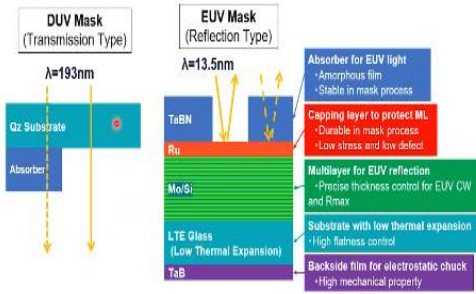 DUV Mask
(Transmission Type)
λ=193nm
Qz Substrate
Absorber
EUV Mask
(Reflection Type)
λ=13.5nm
TaBN
Ru
Mo/Si
LTE Glass
(Low Thermal Expansion)
TaB
Absorber for EUV light
・Amorphous film
・Stable in mask process
Capping layer to protect ML
・Durable in mask process
・Low stress and low defect
Multilayer for EUV reflection
・Precise thickness control for EUV CW
and Rmax
Substrate with low thermal expansion
・High flatness control
Backside film for electrostatic chuck
・High mechanical property